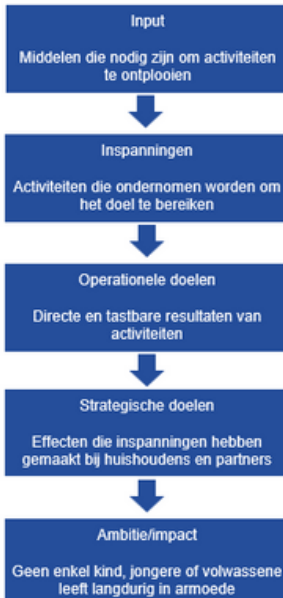 Input
Middelen die nodig zijn om activiteiten
te ontplooien
Inspanningen
Activiteiten die ondernomen worden om
het doel te bereiken
Operationele doelen
Directe en tastbare resultaten van
activiteiten
Strategische doelen
Effecten die inspanningen hebben
gemaakt bij huishoudens en partners
Ambitie/impact
Geen enkel kind, jongere of volwassene
leeft langdurig in armoede